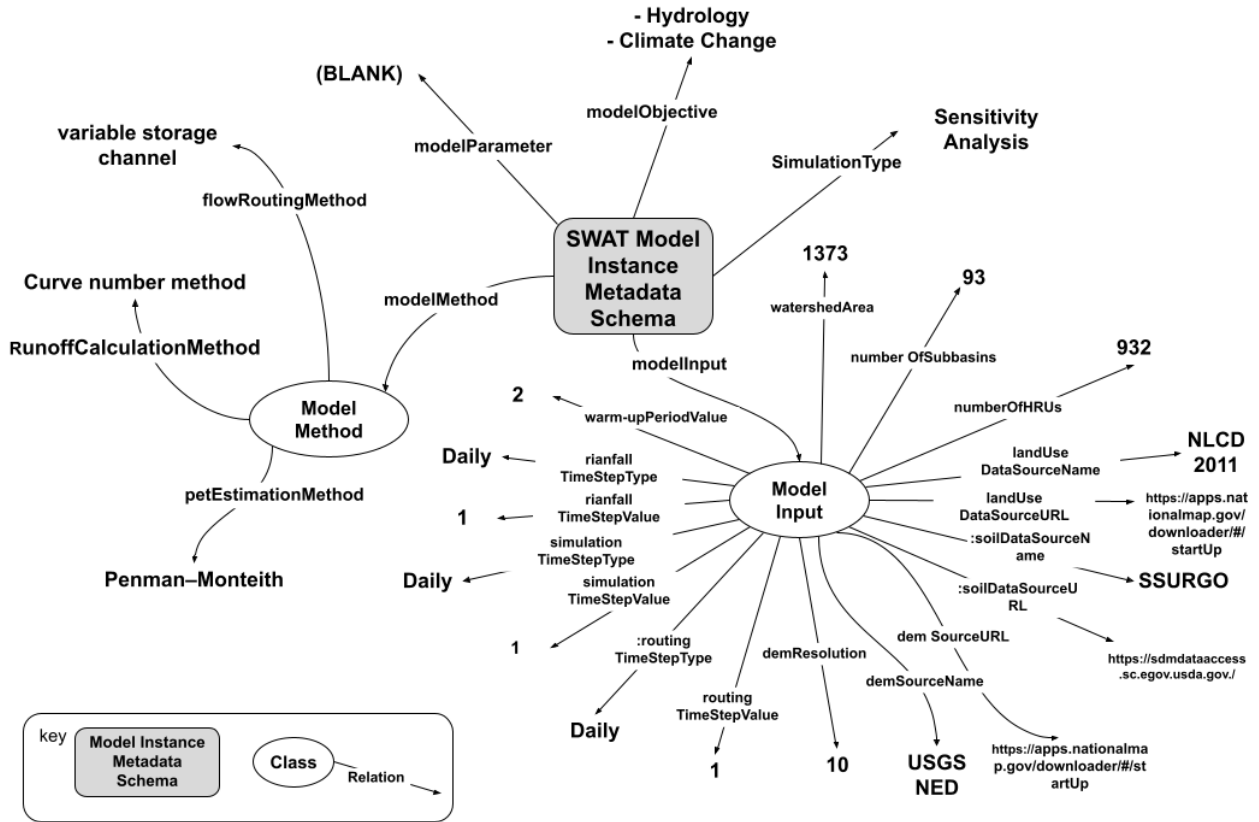 - Hydrology
- Climate Change
(BLANK)
modelObjective
Sensitivity
Analysis
variable storage
channel
modelParameter
SimulationType
flowRoutingMethod
SWAT Model
Instance
Metadata
Schema
1373
93
Curve number method
modelMethod
watershedArea
RunoffCalculationMethod
modelInput
number OfSubbasins
932
2
warm-upPeriodValue
numberOfHRUs
Model
Method
Daily
rianfall
TimeStepType
landUse
DataSourceName
NLCD
2011
petEstimationMethod
1
rianfall
TimeStepValue
Model
Input
landUse
DataSourceURL
https://apps.nat
ionalmap.gov/
downloader/#/
startUp
Penman–Monteith
Daily
simulation
TimeStepType
:soilDataSourceN
ame
SSURGO
simulation
TimeStepValue
:soilDataSourceU
RL
1
:routing
TimeStepType
demResolution
dem SourceURL
https://sdmdataaccess
.sc.egov.usda.gov./
demSourceName
routing
TimeStepValue
Daily
1
10
USGS
NED
https://apps.nationalma
p.gov/downloader/#/st
artUp
key
Model Instance
Metadata
Schema
Class
Relation